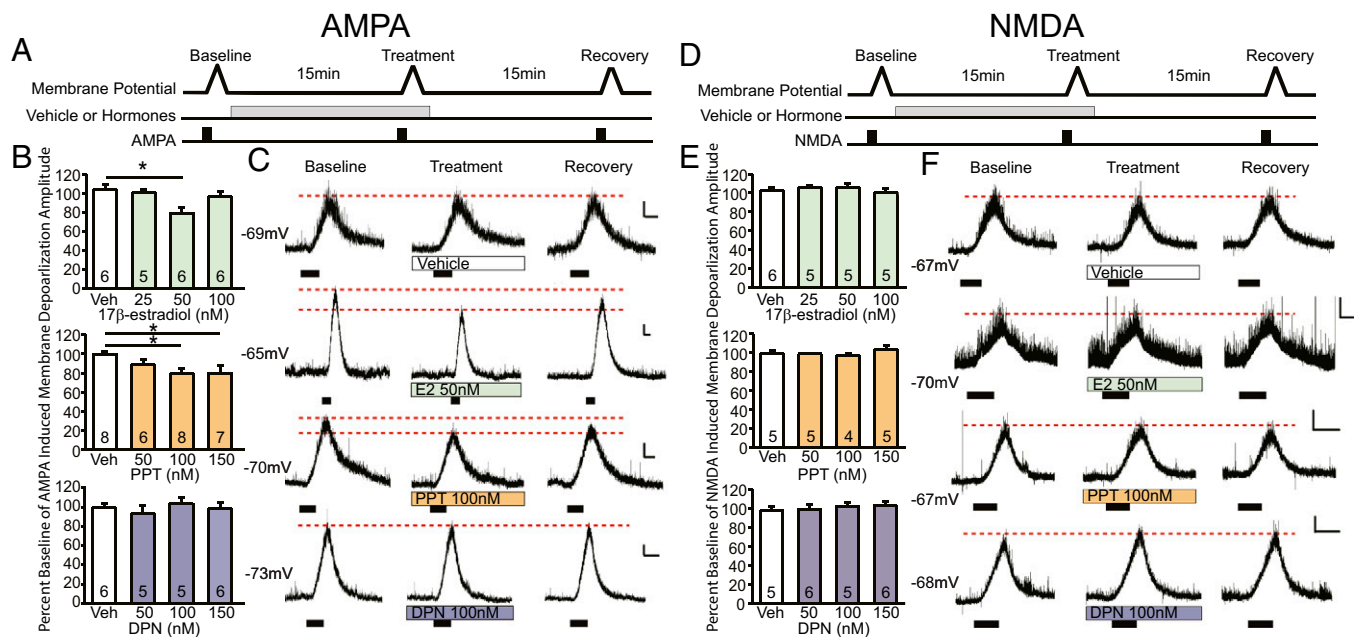 AMPA
A
Baseline
Treatment
Recovery
15min
15min
Membrane Potential
Vehicle or Hormones
AMPA
B
Percent Baseline of AMPA Induced Membrane Depoarlization Amplitude
*
120
100
80
60
40
20
0
6 5 6 6
Veh 25 50 100
17β-estradiol (nM)
*
*
120
100
80
60
40
20
0
8 6 8 7
Veh 50 100 150
PPT (nM)
120
100
80
60
40
20
0
6 5 5 6
Veh 50 100 150
DPN (nM)
C
Baseline Treatment Recovery
-69mV
Vehicle
-65mV
E2 50nM
-70mV
PPT 100nM
-73mV
DPN 100nM
NMDA
D
Baseline
Treatment
Recovery
15min
15min
Membrane Potential
Vehicle or Hormone
NMDA
E
Percent Baseline of NMDA Induced Membrane Depoarlization Amplitude
120
100
80
60
40
20
0
6 5 5 5
Veh 25 50 100
17β-estradiol (nM)
120
100
80
60
40
20
0
5 5 4 5
Veh 50 100 150
PPT (nM)
120
100
80
60
40
20
0
5 6 5 6
Veh 50 100 150
DPN (nM)
F
Baseline Treatment Recovery
-67mV
Vehicle
-70mV
E2 50nM
-67mV
PPT 100nM
-68mV
DPN 100nM